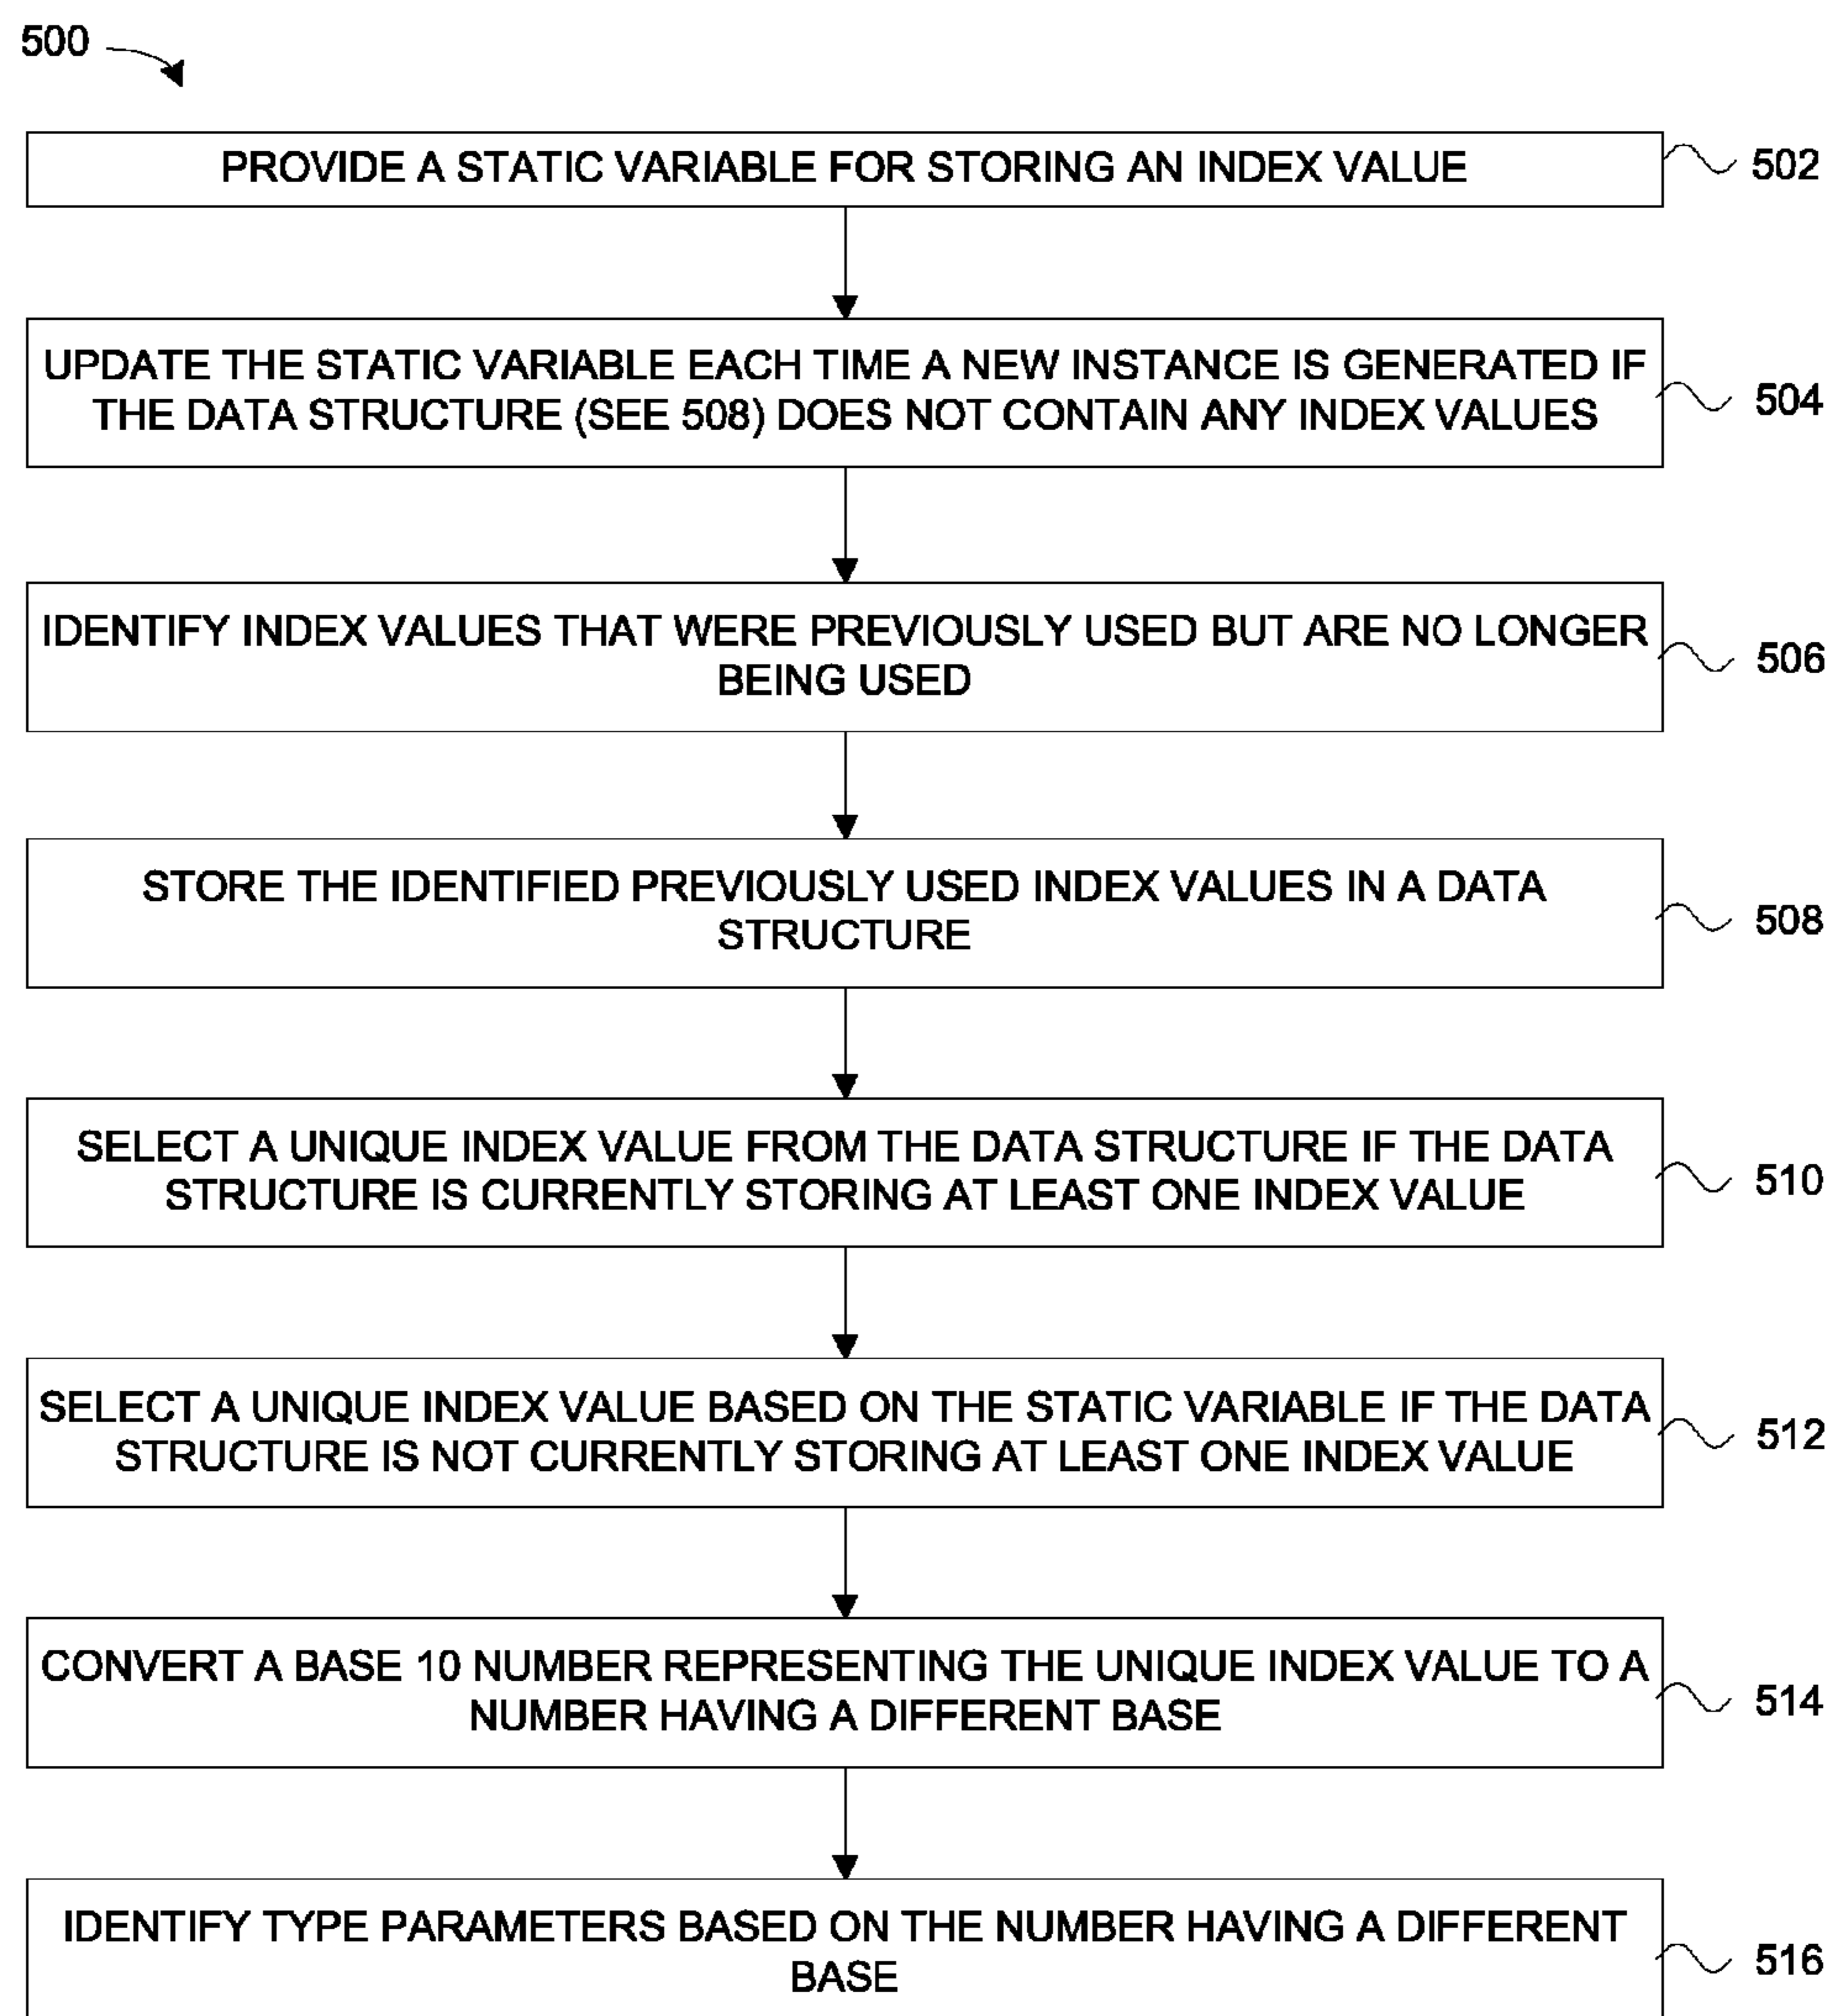 500
PROVIDE A STATIC VARIABLE FOR STORING AN INDEX VALUE
502
UPDATE THE STATIC VARIABLE EACH TIME A NEW INSTANCE IS GENERATED IF
THE DATA STRUCTURE (SEE 508) DOES NOT CONTAIN ANY INDEX VALUES
504
IDENTIFY INDEX VALUES THAT WERE PREVIOUSLY USED BUT ARE NO LONGER
BEING USED
506
STORE THE IDENTIFIED PREVIOUSLY USED INDEX VALUES IN A DATA
STRUCTURE
508
SELECT A UNIQUE INDEX VALUE FROM THE DATA STRUCTURE IF THE DATA
STRUCTURE IS CURRENTLY STORING AT LEAST ONE INDEX VALUE
510
SELECT A UNIQUE INDEX VALUE BASED ON THE STATIC VARIABLE IF THE DATA
STRUCTURE IS NOT CURRENTLY STORING AT LEAST ONE INDEX VALUE
512
CONVERT A BASE 10 NUMBER REPRESENTING THE UNIQUE INDEX VALUE TO A
NUMBER HAVING A DIFFERENT BASE
514
IDENTIFY TYPE PARAMETERS BASED ON THE NUMBER HAVING A DIFFERENT
BASE
516